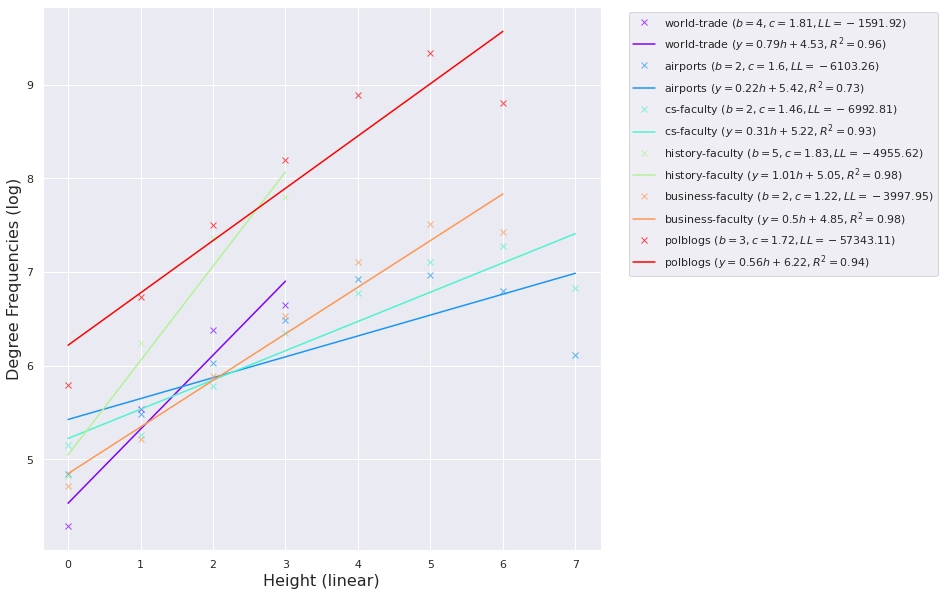 Degree Frequencies (log)
9
8
7
6
5
0 1 2 3 4 5 6 7
Height (linear)
world-trade (b = 4, c = 1.81, LL = −1591.92)
world-trade (y = 0.79h + 4.53, R² = 0.96)
airports (b = 2, c = 1.6, LL = −6103.26)
airports (y = 0.22h + 5.42, R² = 0.73)
cs-faculty (b = 2, c = 1.46, LL = −6992.81)
cs-faculty (y = 0.31h + 5.22, R² = 0.93)
history-faculty (b = 5, c = 1.83, LL = −4955.62)
history-faculty (y = 1.01h + 5.05, R² = 0.98)
business-faculty (b = 2, c = 1.22, LL = −3997.95)
business-faculty (y = 0.5h + 4.85, R² = 0.98)
polblogs (b = 3, c = 1.72, LL = −57343.11)
polblogs (y = 0.56h + 6.22, R² = 0.94)